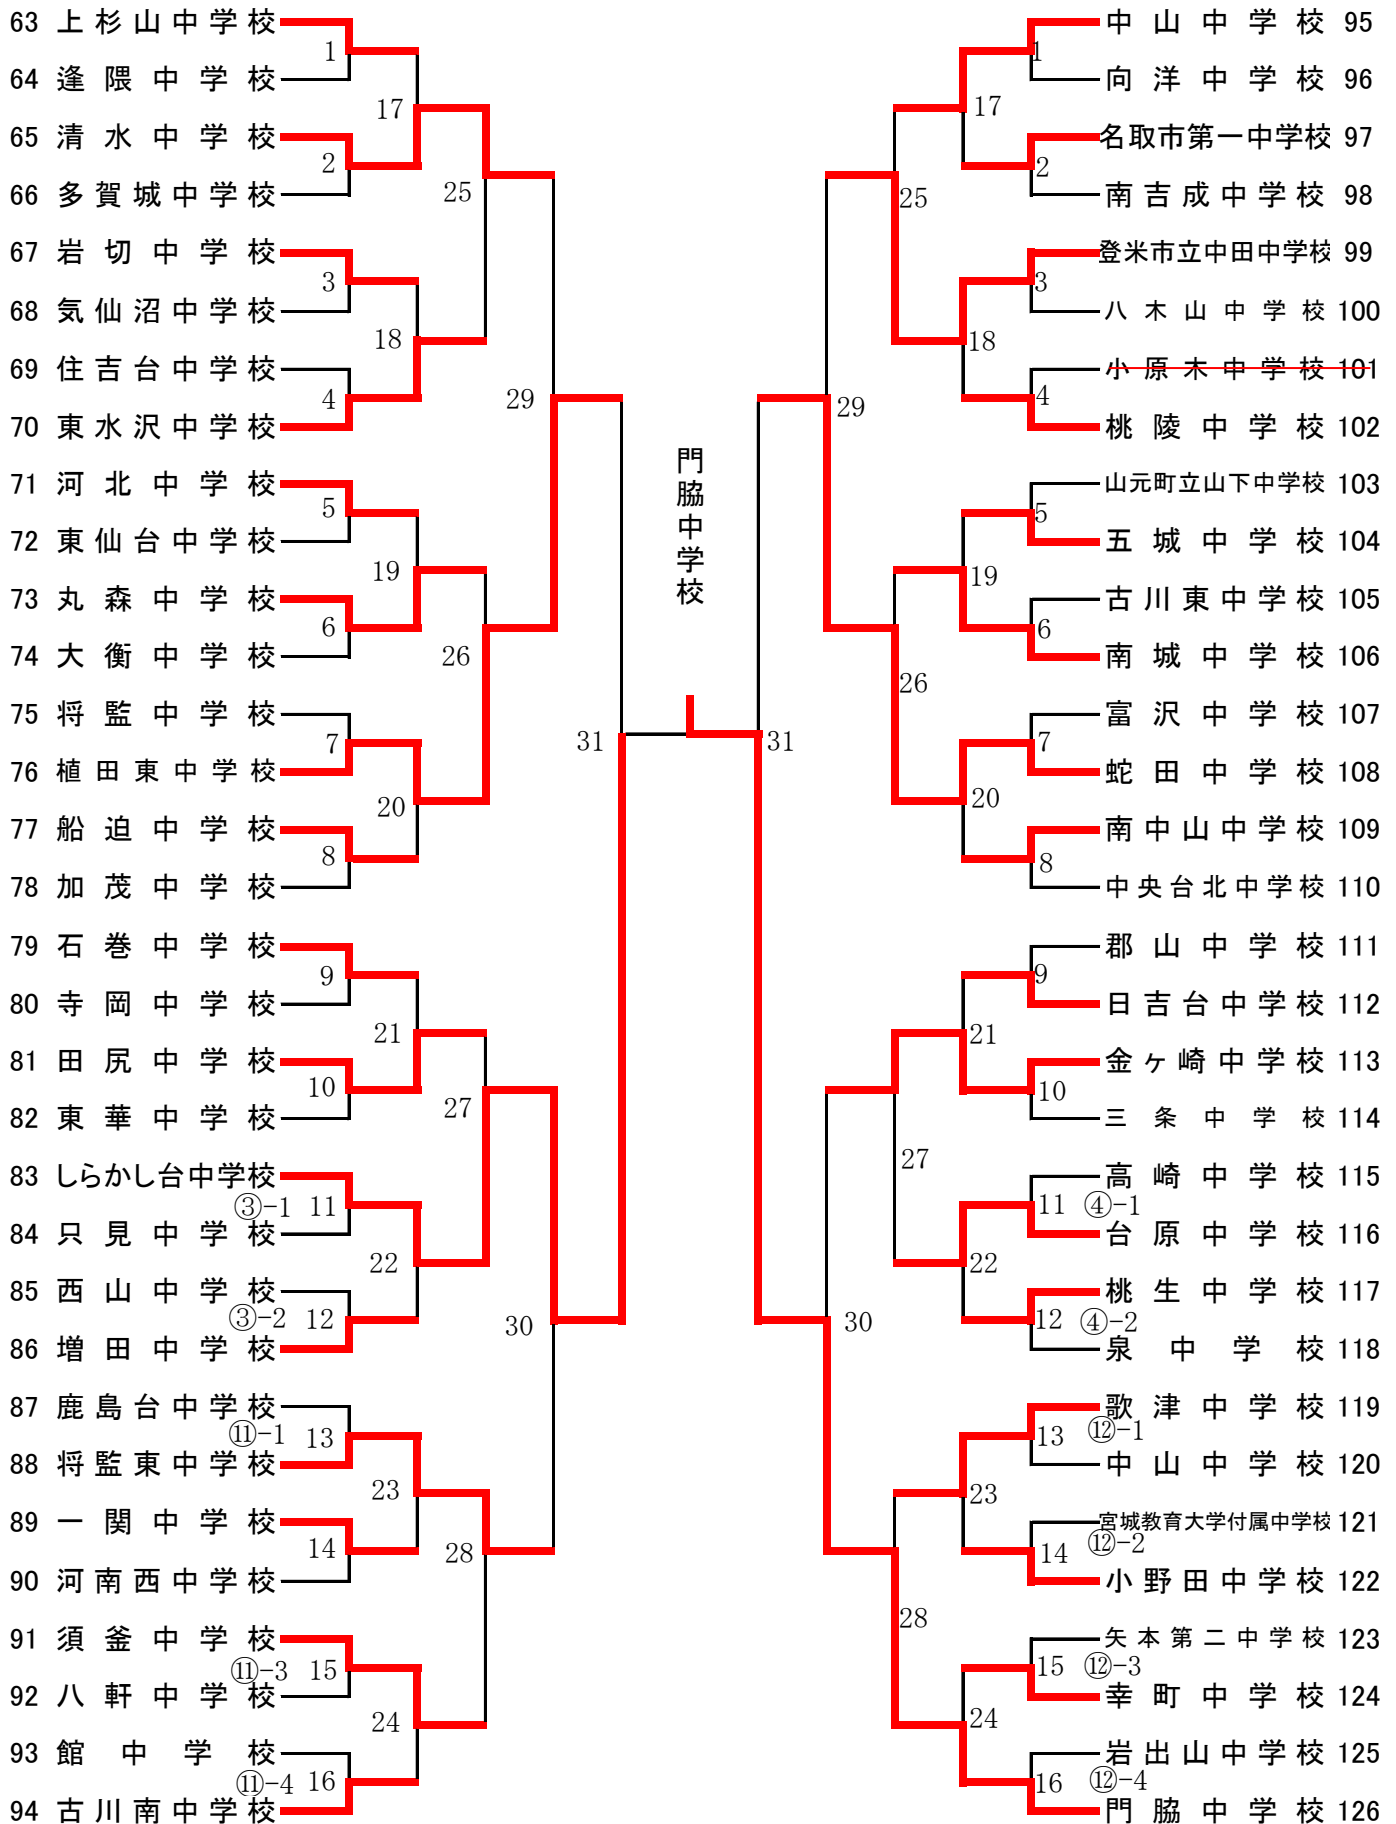 63 上杉山中学校
1
64 逢隈中学校
17
65 清水中学校
2
66 多賀城中学校
25
67 岩切中学校
3
68 気仙沼中学校
18
69 住吉台中学校
4
29
70 東水沢中学校
71 河北中学校
5
72 東仙台中学校
19
73 丸森中学校
6
74 大衡中学校
26
75 将監中学校
7
31
76 植田東中学校
20
77 船迫中学校
8
78 加茂中学校
79 石巻中学校
9
80 寺岡中学校
21
81 田尻中学校
10
82 東華中学校
27
83 しらかし台中学校
③-1 11
84 只見中学校
22
85 西山中学校
③-2 12
30
86 増田中学校
87 鹿島台中学校
⑪-1 13
88 将監東中学校
23
89 一関中学校
14
28
90 河南西中学校
91 須釜中学校
⑪-3 15
92 八軒中学校
24
93 館中学校
⑪-4 16
94 古川南中学校
門脇中学校
中山中学校 95
1
向洋中学校 96
17
名取市第一中学校 97
2
南吉成中学校 98
25
登米市立中田中学校 99
3
八木山中学校 100
18
小原木中学校 101
4
29
桃陵中学校 102
山元町立山下中学校 103
5
五城中学校 104
19
古川東中学校 105
6
南城中学校 106
26
富沢中学校 107
7
31
蛇田中学校 108
20
南中山中学校 109
8
中央台北中学校 110
郡山中学校 111
9
日吉台中学校 112
21
金ヶ崎中学校 113
10
三条中学校 114
27
高崎中学校 115
11 ④-1
台原中学校 116
22
桃生中学校 117
12 ④-2
30
泉中学校 118
歌津中学校 119
13 ⑫-1
中山中学校 120
23
宮城教育大学付属中学校 121
14 ⑫-2
小野田中学校 122
28
矢本第二中学校 123
15 ⑫-3
幸町中学校 124
24
岩出山中学校 125
16 ⑫-4
門脇中学校 126